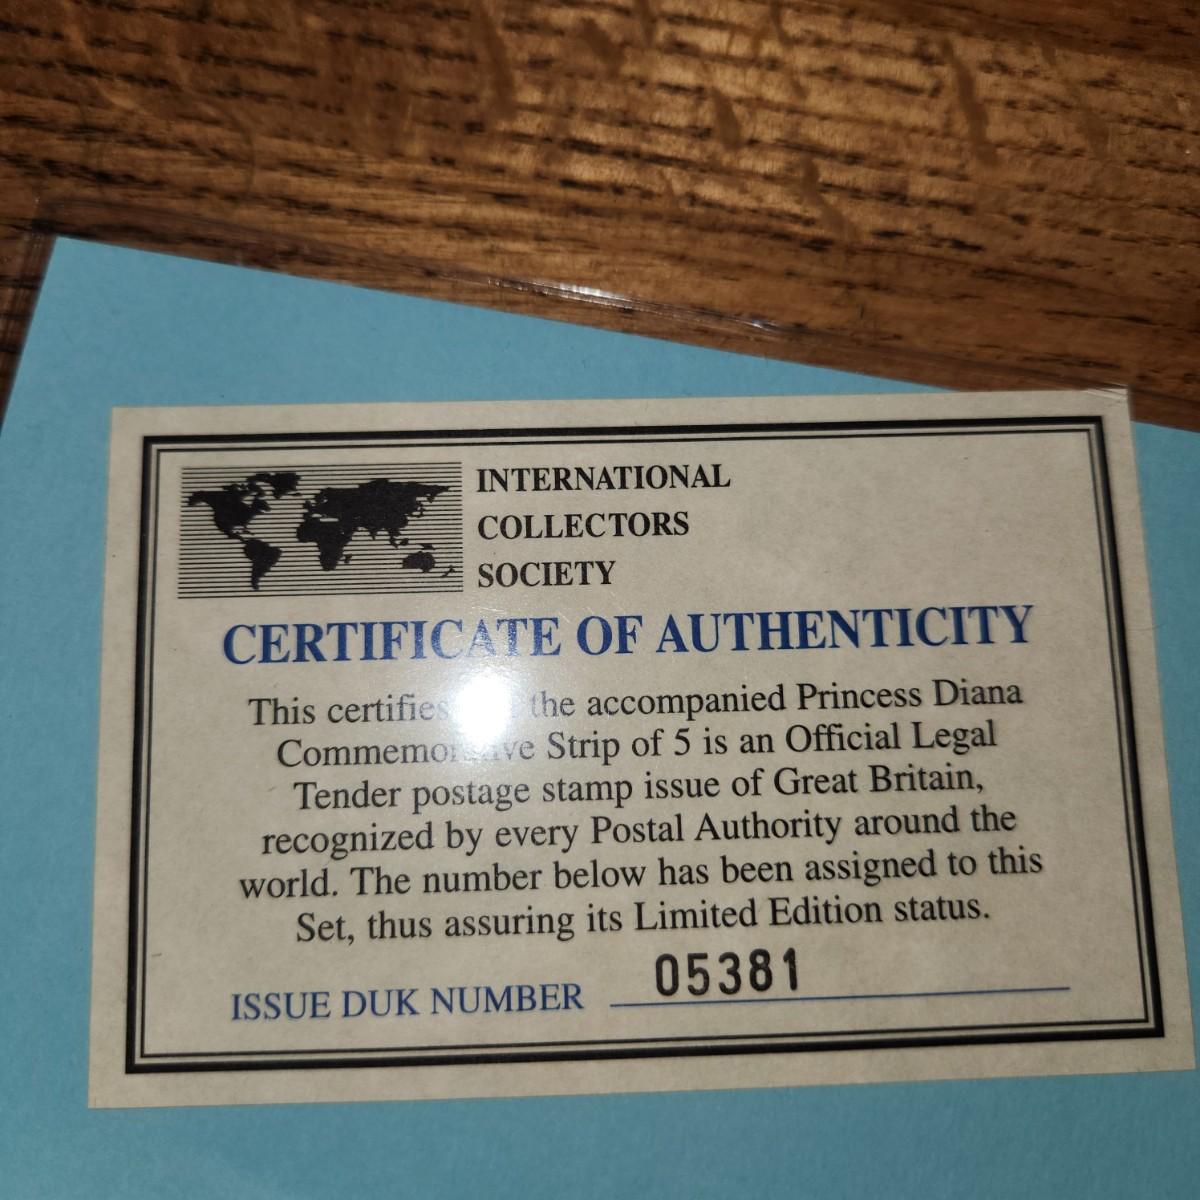 INTERNATIONAL
COLLECTORS
SOCIETY
CERTIFICATE OF AUTHENTICITY
This certifies the accompanied Princess Diana
Commemorative Strip of 5 is an Official Legal
Tender postage stamp issue of Great Britain,
recognized by every Postal Authority around the
world. The number below has been assigned to this
Set, thus assuring its Limited Edition status.
ISSUE DUK NUMBER 05381